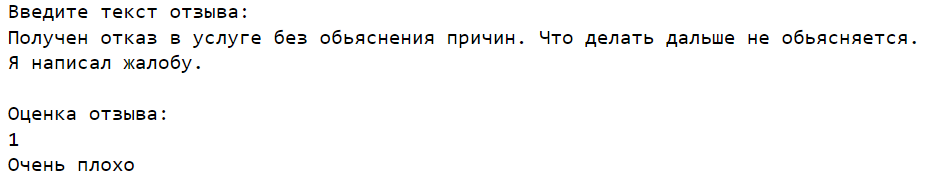 Введите текст отзыва:
Получен отказ в услуге без обьяснения причин. Что делать дальше не обьясняется.
Я написал жалобу.
Оценка отзыва:
1
Очень плохо